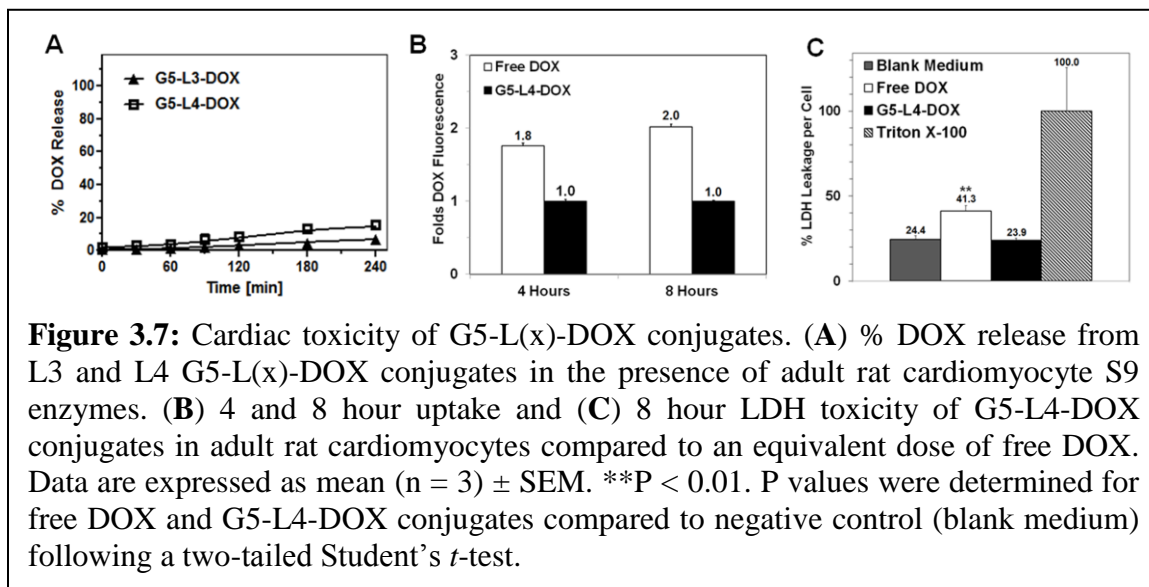 A
G5-L3-DOX
G5-L4-DOX
% DOX Release
100
80
60
40
20
0
0 60 120 180 240
Time [min]
B
Free DOX
G5-L4-DOX
Folds DOX Fluorescence
3
2
1
0
1.8
1.0
2.0
1.0
4 Hours 8 Hours
C
Blank Medium
Free DOX
G5-L4-DOX
Triton X-100
% LDH Leakage per Cell
100
50
0
24.4
**
41.3
23.9
100.0
Figure 3.7: Cardiac toxicity of G5-L(x)-DOX conjugates. (A) % DOX release from
L3 and L4 G5-L(x)-DOX conjugates in the presence of adult rat cardiomyocyte S9
enzymes. (B) 4 and 8 hour uptake and (C) 8 hour LDH toxicity of G5-L4-DOX
conjugates in adult rat cardiomyocytes compared to an equivalent dose of free DOX.
Data are expressed as mean (n = 3) ± SEM. **P < 0.01. P values were determined for
free DOX and G5-L4-DOX conjugates compared to negative control (blank medium)
following a two-tailed Student’s t-test.